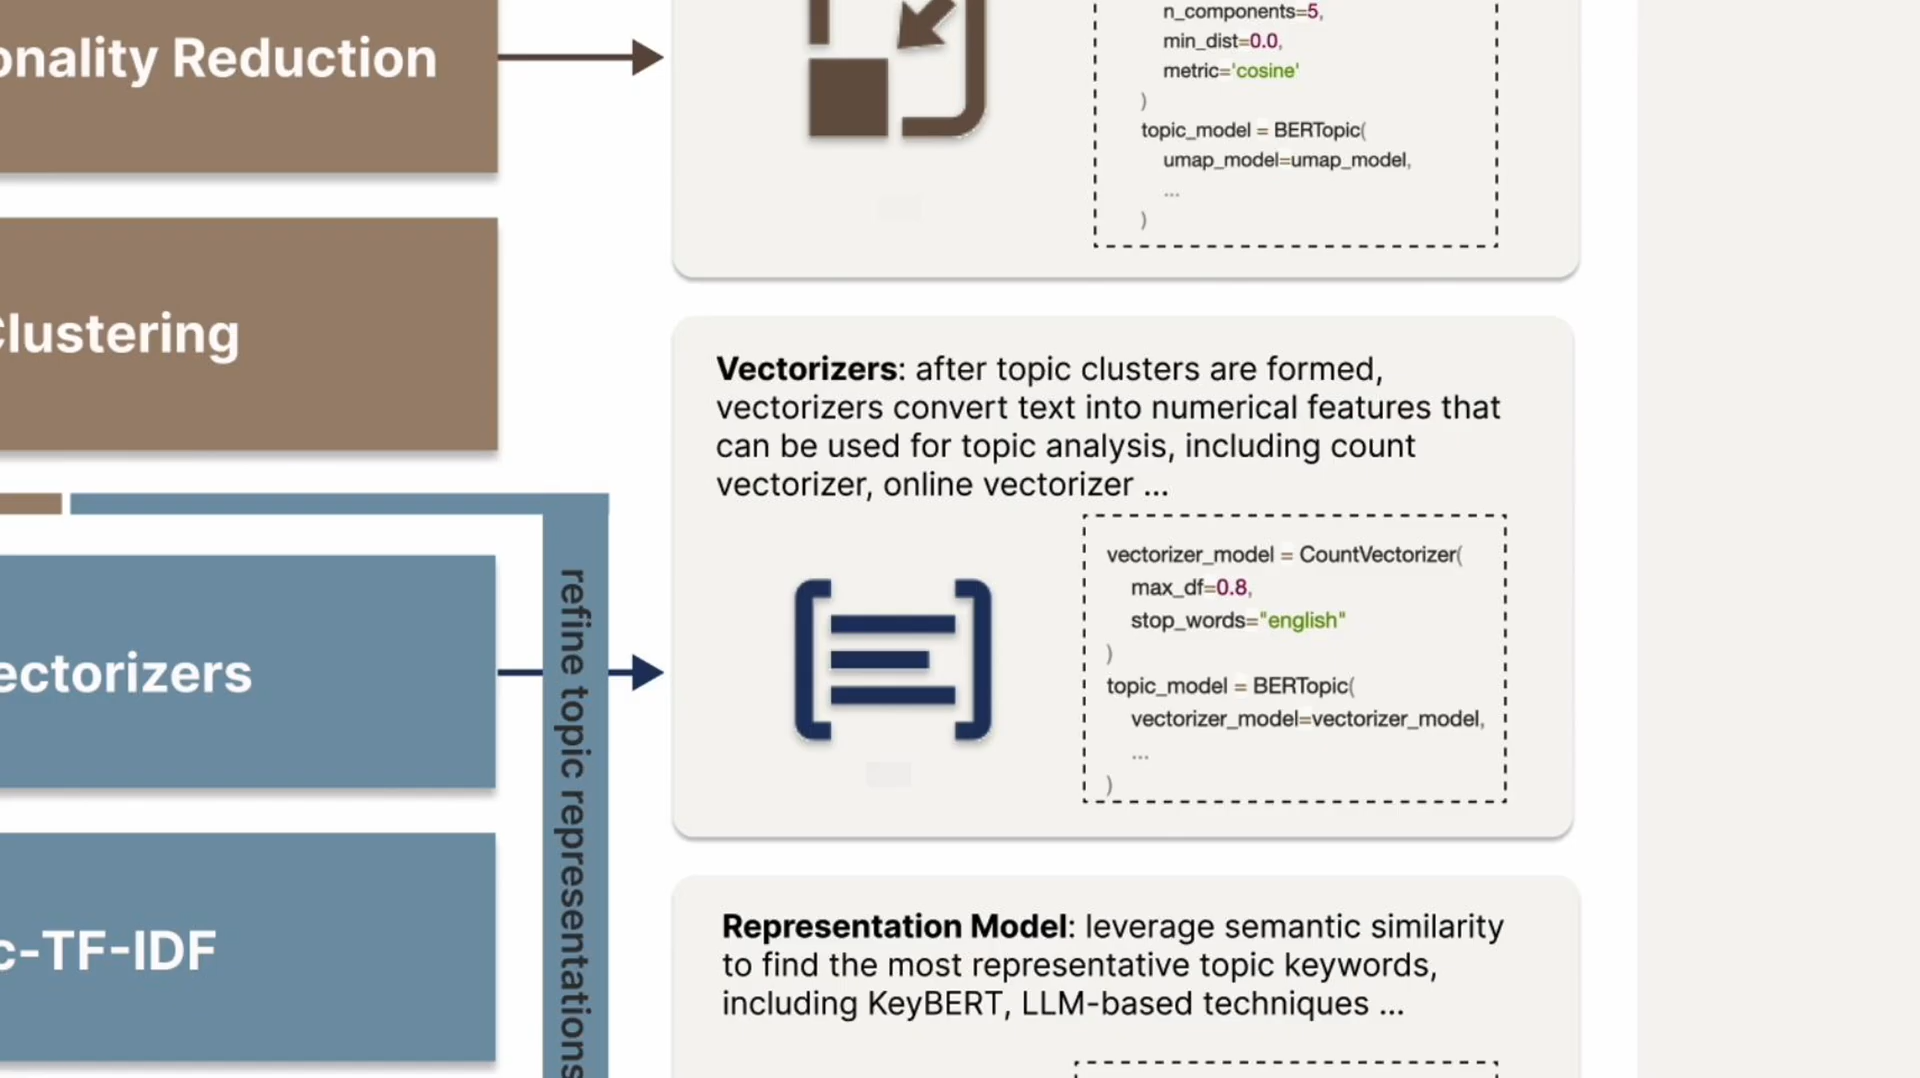 onality Reduction
n_components=5,
min_dist=0.0,
metric='cosine'
)
topic_model = BERTopic(
umap_model=umap_model,
...
)
Clustering
Vectorizers: after topic clusters are formed,
vectorizers convert text into numerical features that
can be used for topic analysis, including count
vectorizer, online vectorizer ...
ectorizers
refine topic representations
vectorizer_model = CountVectorizer(
max_df=0.8,
stop_words="english"
)
topic_model = BERTopic(
vectorizer_model=vectorizer_model,
...
)
c-TF-IDF
Representation Model: leverage semantic similarity
to find the most representative topic keywords,
including KeyBERT, LLM-based techniques ...